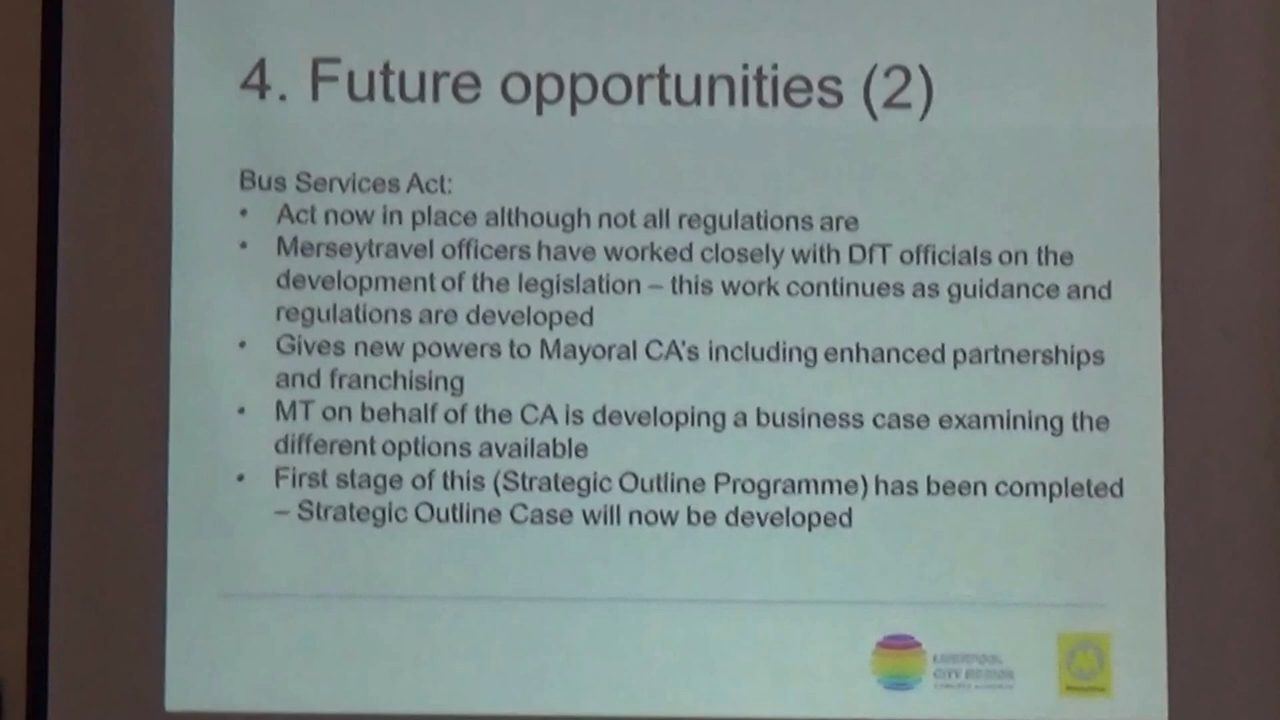 4. Future opportunities (2)
Bus Services Act:
• Act now in place although not all regulations are
• Merseytravel officers have worked closely with DfT officials on the
development of the legislation – this work continues as guidance and
regulations are developed
• Gives new powers to Mayoral CA's including enhanced partnerships
and franchising
• MT on behalf of the CA is developing a business case examining the
different options available
• First stage of this (Strategic Outline Programme) has been completed
– Strategic Outline Case will now be developed
LIVERPOOL
CITY REGION